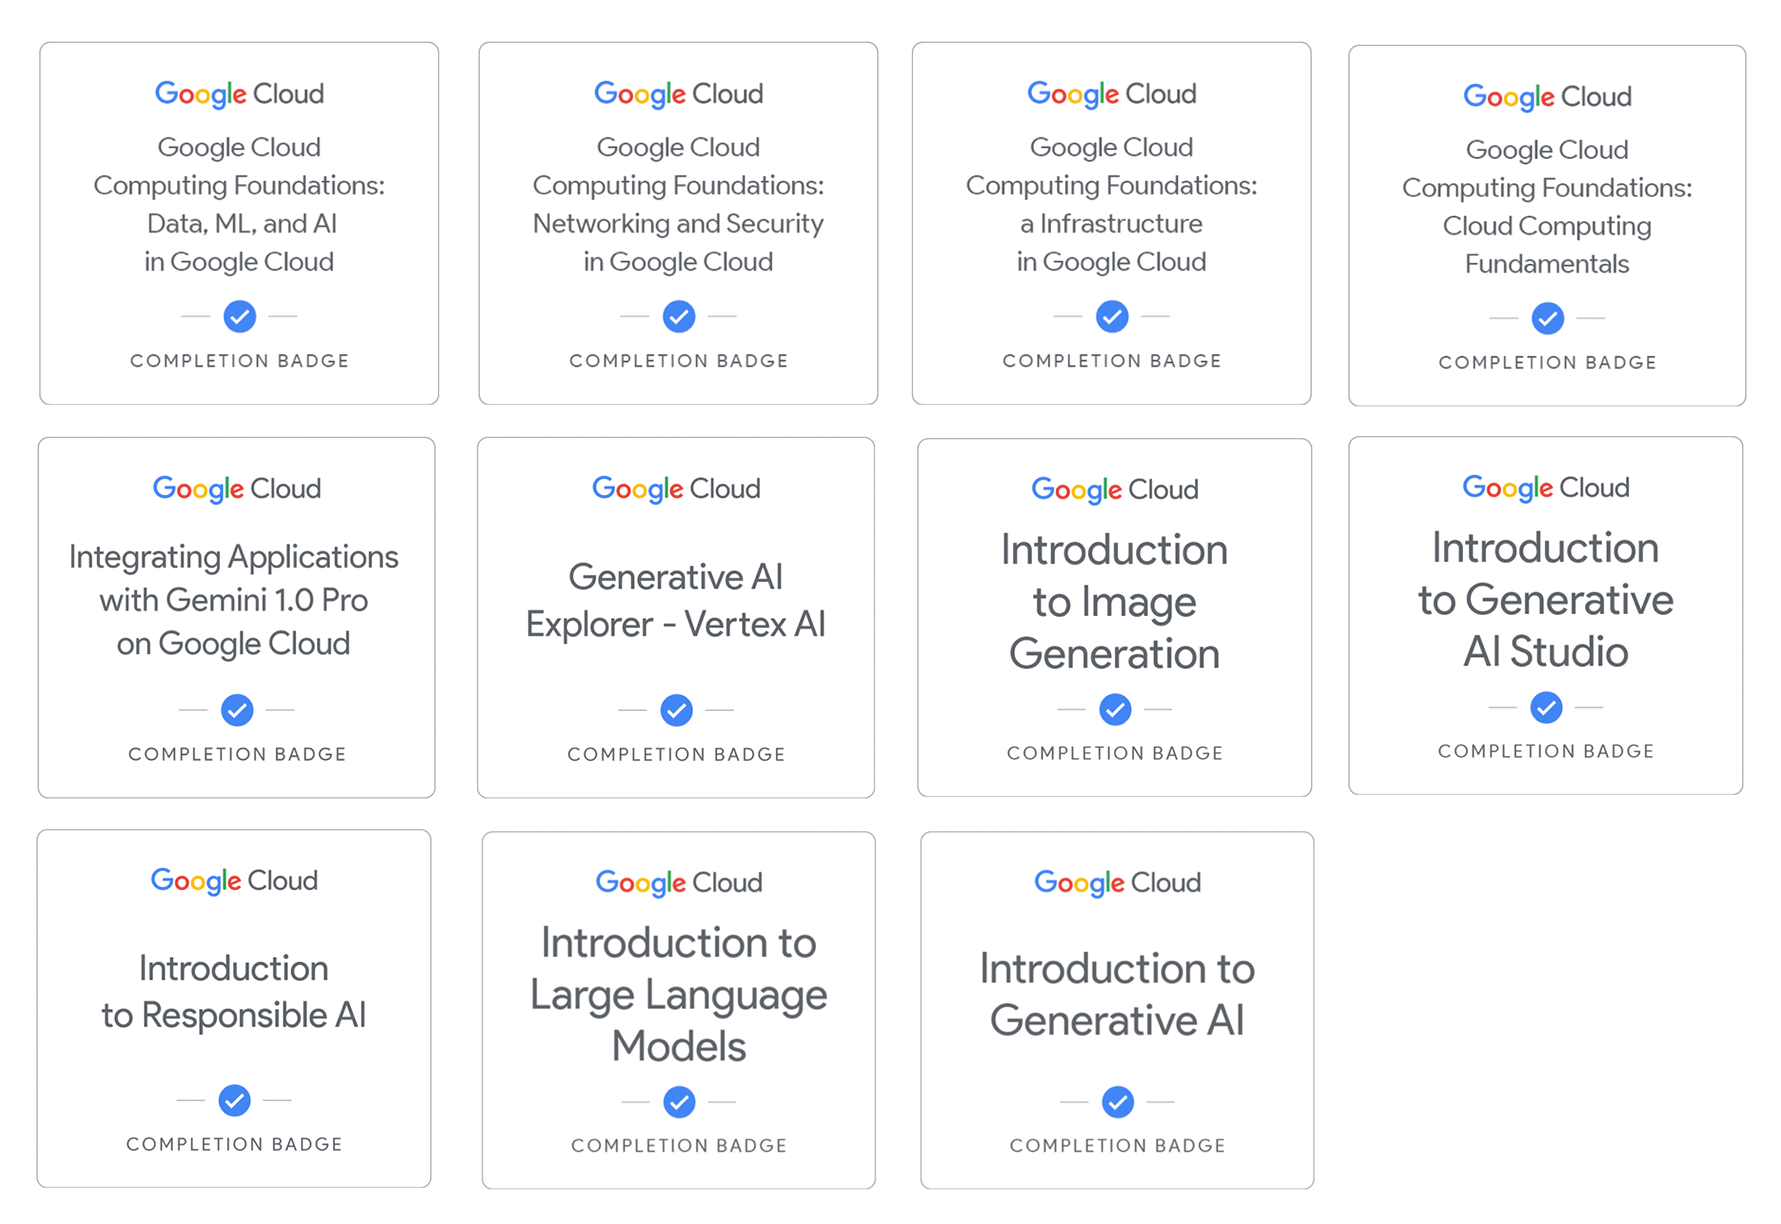 Google Cloud
Google Cloud
Computing Foundations:
Data, ML, and AI
in Google Cloud
COMPLETION BADGE
Google Cloud
Google Cloud
Computing Foundations:
Networking and Security
in Google Cloud
COMPLETION BADGE
Google Cloud
Google Cloud
Computing Foundations:
a Infrastructure
in Google Cloud
COMPLETION BADGE
Google Cloud
Google Cloud
Computing Foundations:
Cloud Computing
Fundamentals
COMPLETION BADGE
Google Cloud
Integrating Applications
with Gemini 1.0 Pro
on Google Cloud
COMPLETION BADGE
Google Cloud
Generative AI
Explorer - Vertex AI
COMPLETION BADGE
Google Cloud
Introduction
to Image
Generation
COMPLETION BADGE
Google Cloud
Introduction
to Generative
AI Studio
COMPLETION BADGE
Google Cloud
Introduction
to Responsible AI
COMPLETION BADGE
Google Cloud
Introduction to
Large Language
Models
COMPLETION BADGE
Google Cloud
Introduction to
Generative AI
COMPLETION BADGE